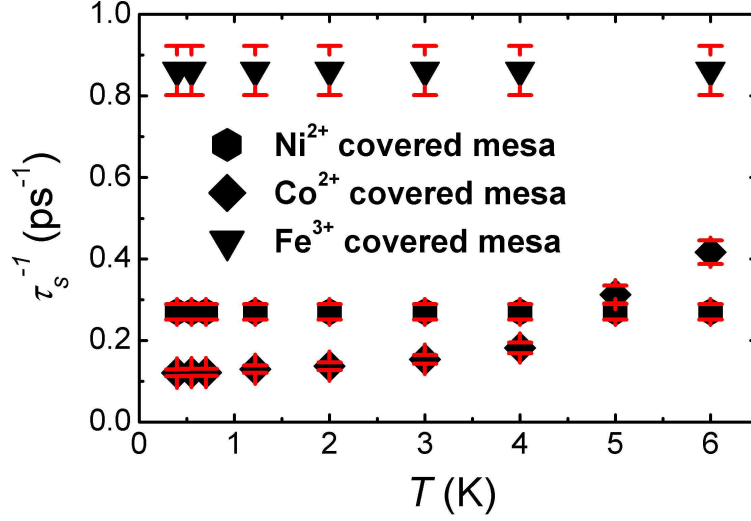 1.0
0.8
0.6
0.4
0.2
0.0
τs-1 (ps-1)
Ni2+ covered mesa
Co2+ covered mesa
Fe3+ covered mesa
0 1 2 3 4 5 6
T (K)